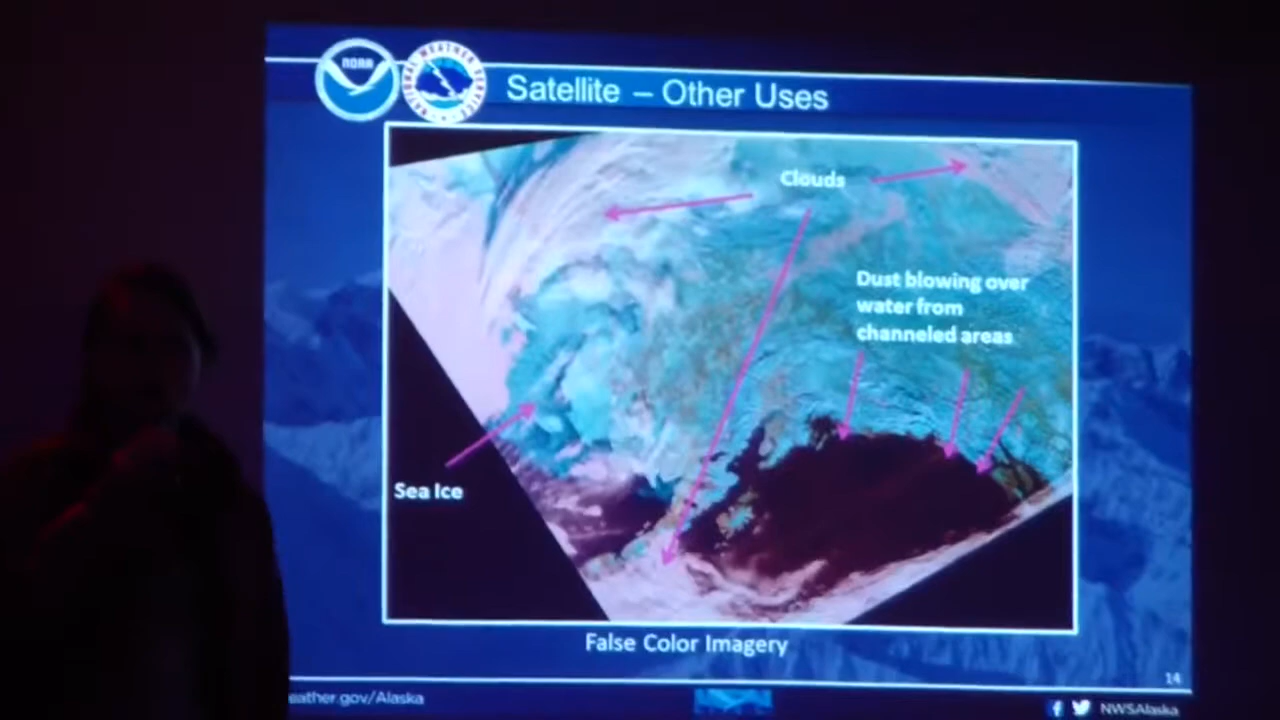 NOAA
Satellite – Other Uses
Clouds
Dust blowing over
water from
channeled areas
Sea Ice
False Color Imagery
14
eather.gov/Alaska
NWSAlaska